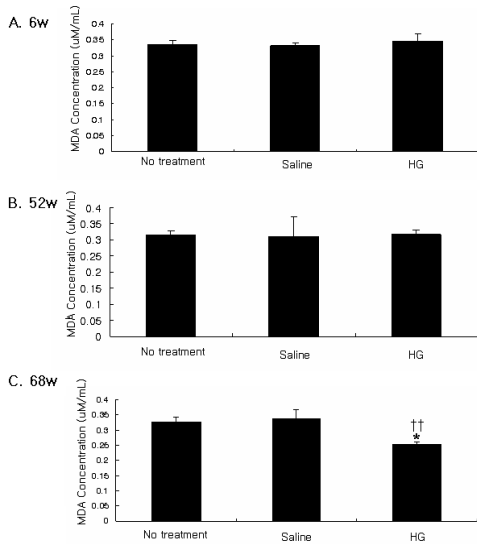 A. 6w
MDA Concentration (uM/mL)
0.4
0.35
0.3
0.25
0.2
0.15
0.1
0.05
0
No treatment
Saline
HG
B. 52w
MDA Concentration (uM/mL)
0.4
0.35
0.3
0.25
0.2
0.15
0.1
0.05
0
No treatment
Saline
HG
C. 68w
MDA Concentration (uM/mL)
0.4
0.35
0.3
0.25
0.2
0.15
0.1
0.05
0
††
*
No treatment
Saline
HG